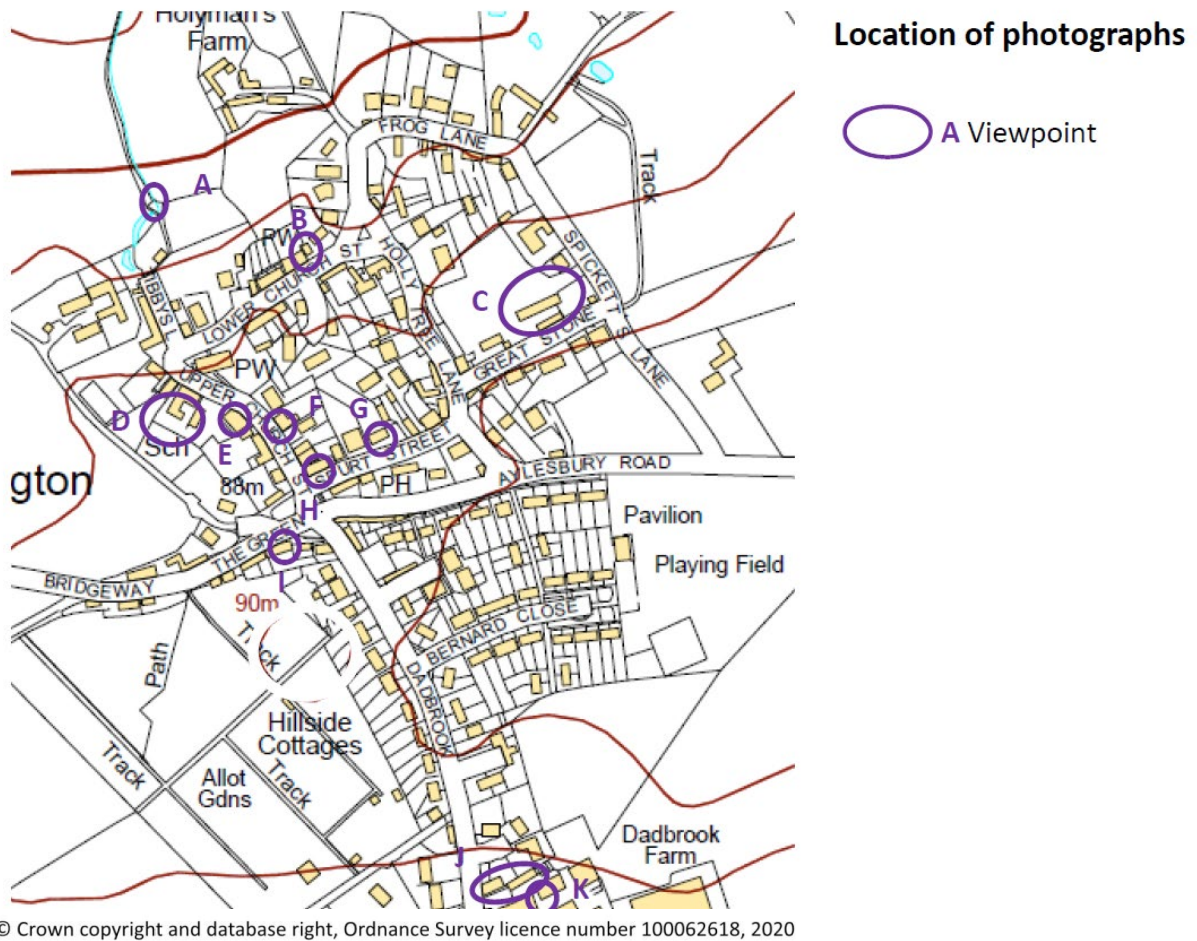 Holyman's
Farm
Location of photographs
A Viewpoint
FROG LANE
Track
A
B
PW
LOWER CHURCH ST
HOLLY TREE LANE
SPICKETT'S LANE
C
GREAT STONE
PW
UPPER CHURCH ST
D
E
F
G
Sch
88m
SPURT STREET
PH
AYLESBURY ROAD
gton
H
THE GREEN
I
BRIDGEWAY
Pavilion
Playing Field
90m
Track
BERNARD CLOSE
Path
DADBROOK
Hillside
Cottages
Track
Allot
Gdns
Track
Dadbrook
Farm
J
K
© Crown copyright and database right, Ordnance Survey licence number 100062618, 2020